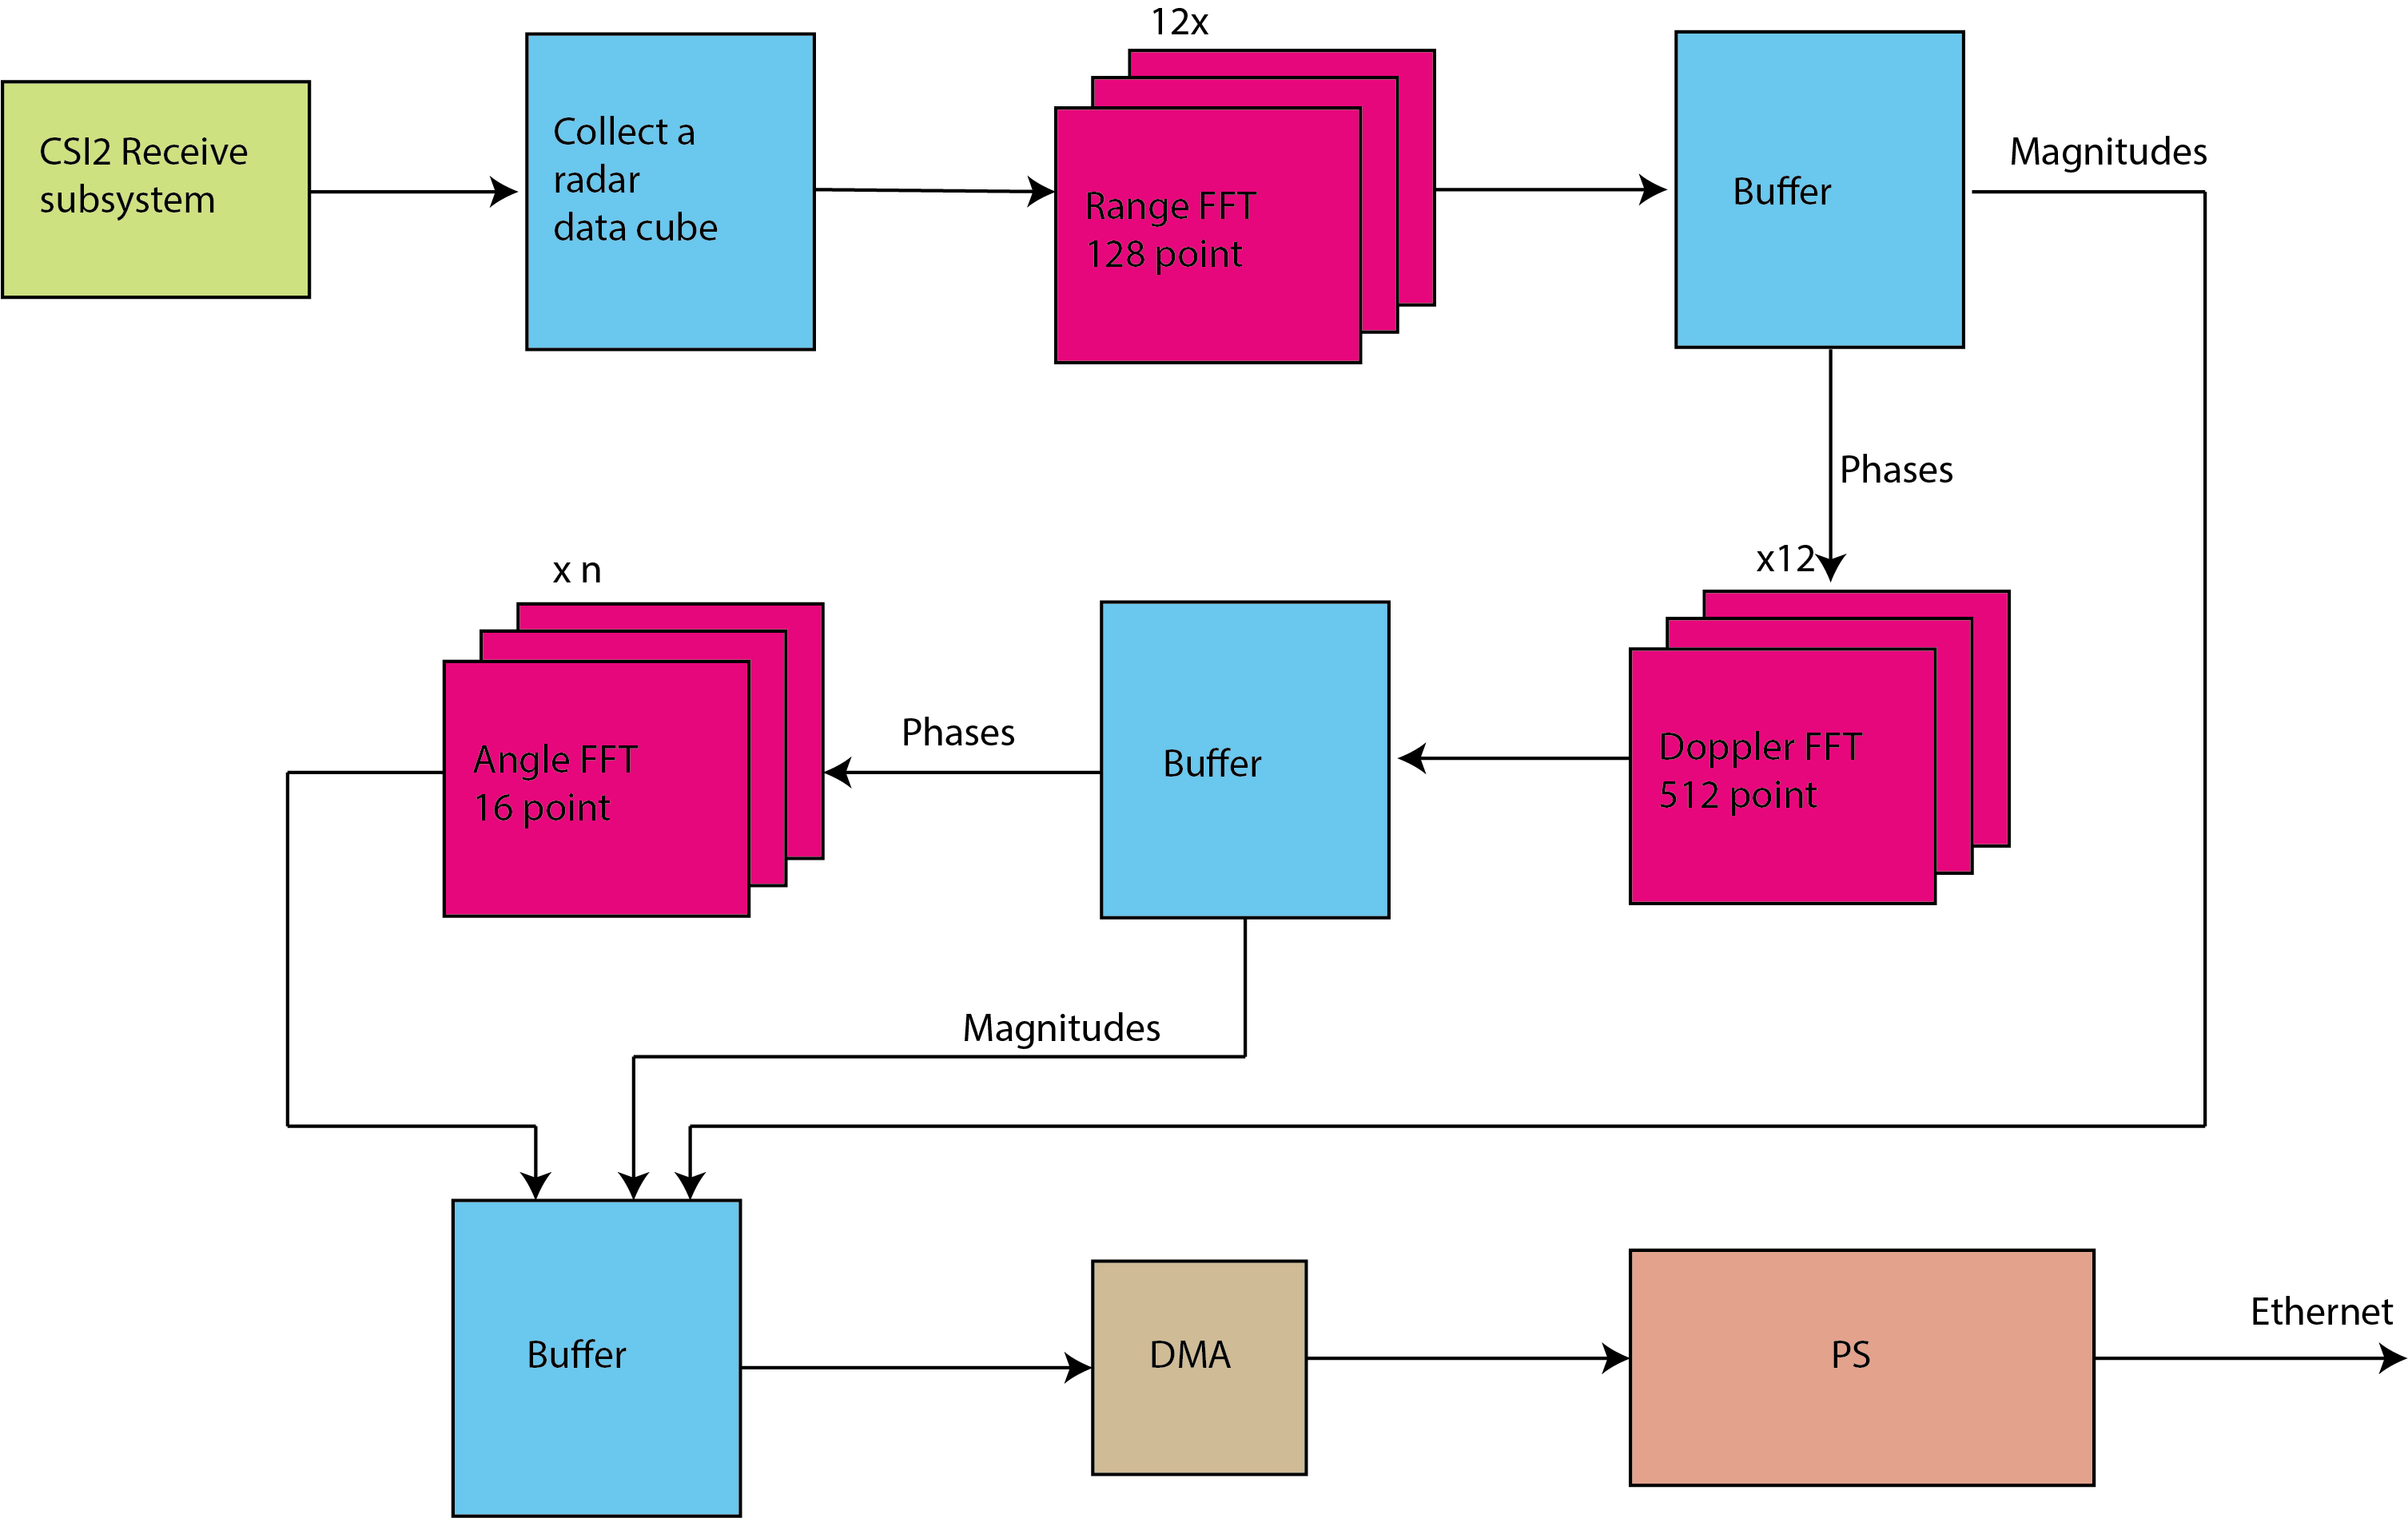 12x
CSI2 Receive
subsystem
Collect a
radar
data cube
Range FFT
128 point
Buffer
Magnitudes
Phases
x n
x12
Angle FFT
16 point
Phases
Buffer
Doppler FFT
512 point
Magnitudes
Buffer
DMA
PS
Ethernet